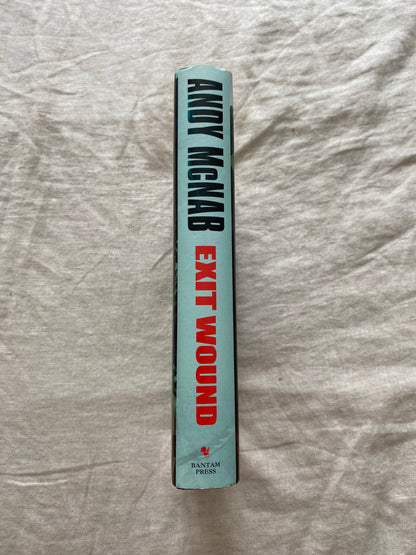 ANDY McNAB
EXIT WOUND
BANTAM
PRESS